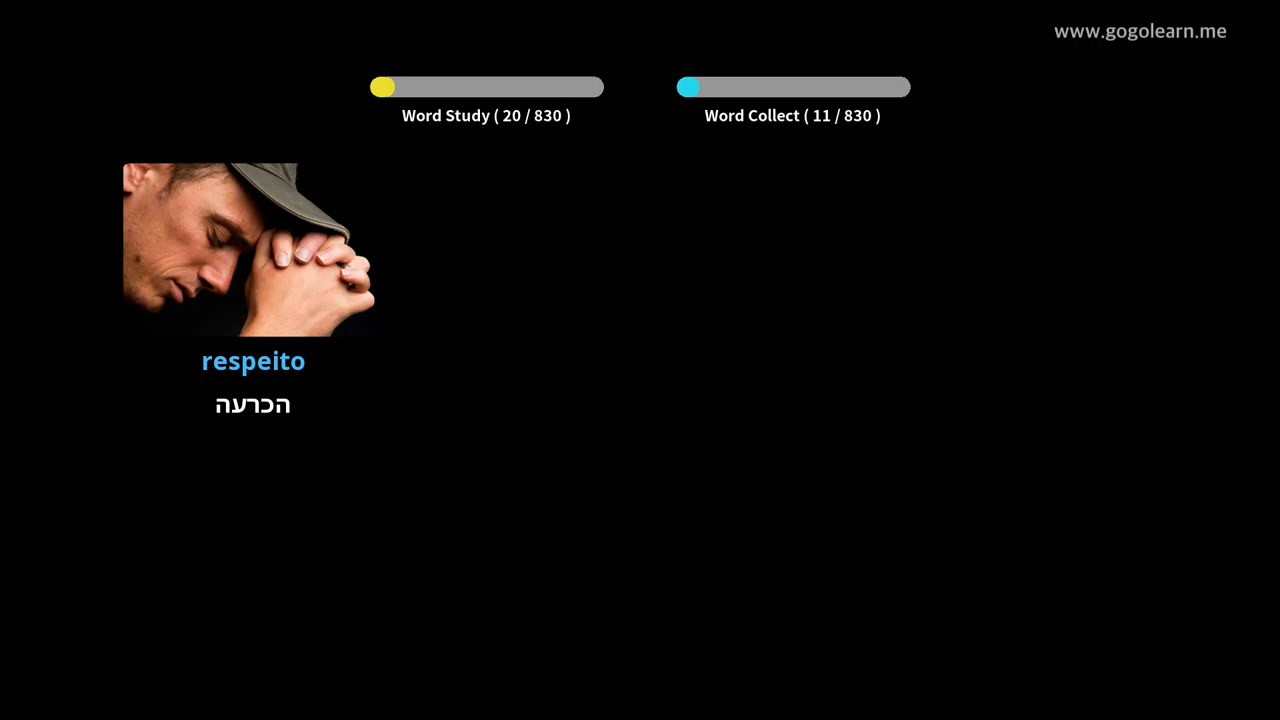 www.gogolearn.me
Word Study ( 20 / 830 )
Word Collect ( 11 / 830 )
respeito
הכרעה